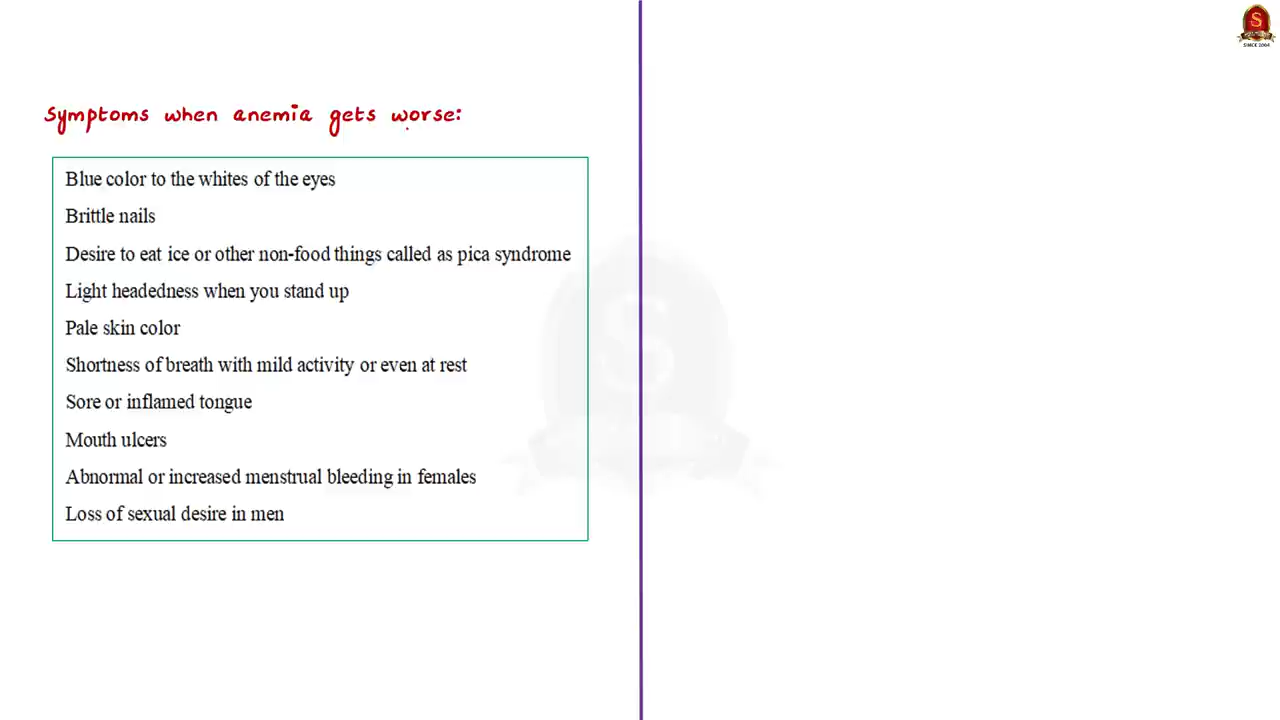 Symptoms when anemia gets worse:
Blue color to the whites of the eyes
Brittle nails
Desire to eat ice or other non-food things called as pica syndrome
Light headedness when you stand up
Pale skin color
Shortness of breath with mild activity or even at rest
Sore or inflamed tongue
Mouth ulcers
Abnormal or increased menstrual bleeding in females
Loss of sexual desire in men
S
SINCE 2004
S